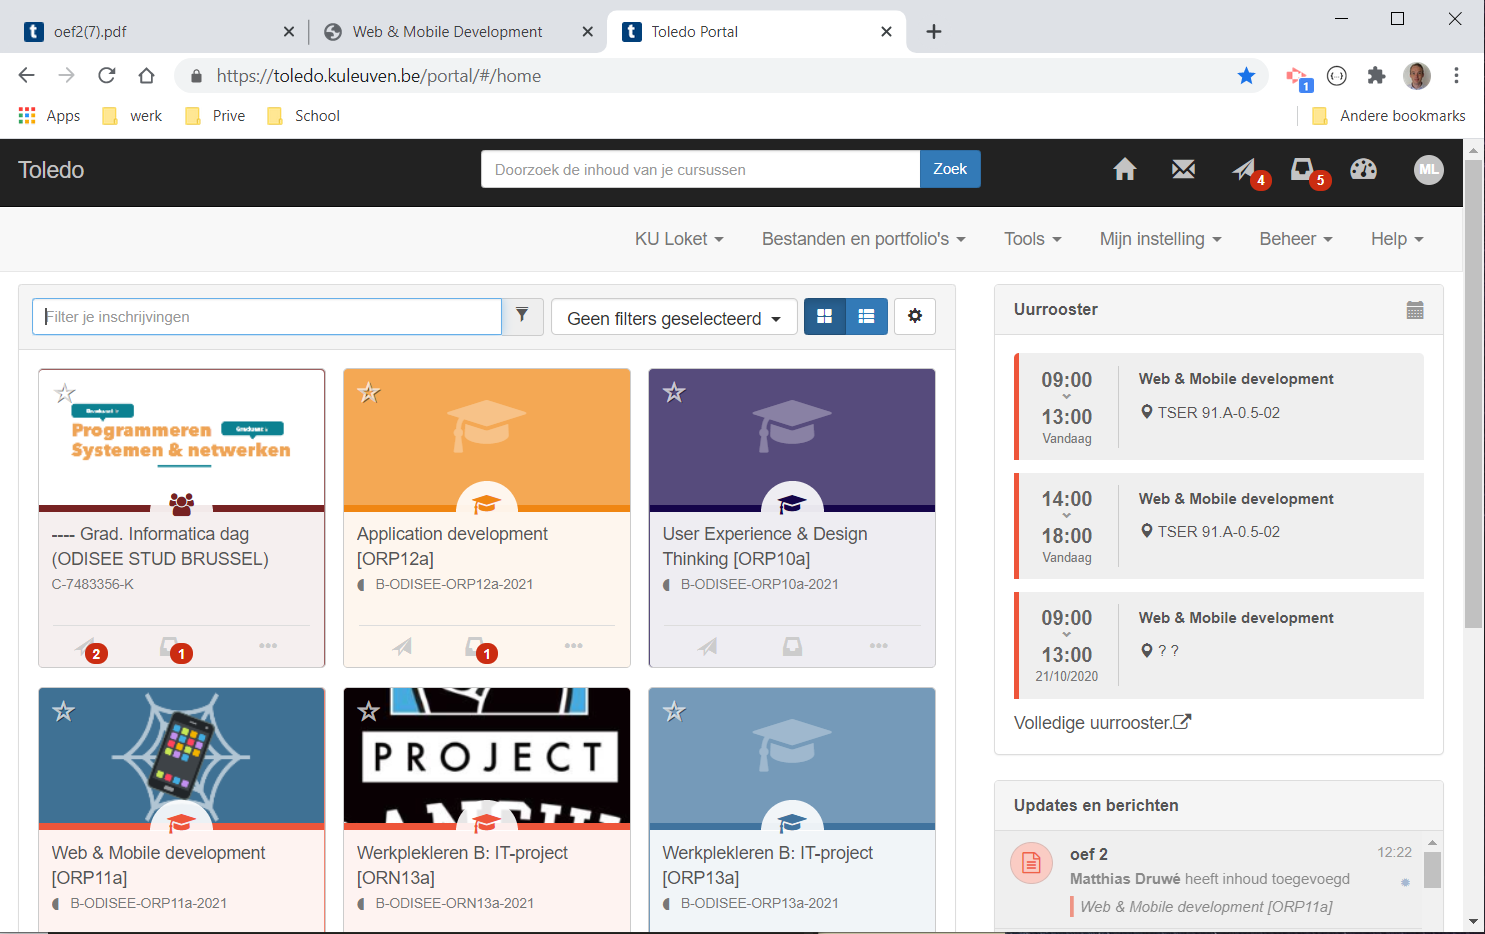 oef2(7).pdf
Web & Mobile Development
Toledo Portal
https://toledo.kuleuven.be/portal/#/home
1
Apps
werk
Prive
School
Andere bookmarks
Toledo
Doorzoek de inhoud van je cursussen
Zoek
4
5
ML
KU Loket
Bestanden en portfolio's
Tools
Mijn instelling
Beheer
Help
Filter je inschrijvingen
Geen filters geselecteerd
Programmeren
Systemen & netwerken
---- Grad. Informatica dag
(ODISEE STUD BRUSSEL)
C-7483356-K
2
1
Application development
[ORP12a]
B-ODISEE-ORP12a-2021
1
User Experience & Design
Thinking [ORP10a]
B-ODISEE-ORP10a-2021
Web & Mobile development
[ORP11a]
B-ODISEE-ORP11a-2021
PROJECT
Werkplekleren B: IT-project
[ORN13a]
B-ODISEE-ORN13a-2021
Werkplekleren B: IT-project
[ORP13a]
B-ODISEE-ORP13a-2021
Uurrooster
09:00
13:00
Vandaag
Web & Mobile development
TSER 91.A-0.5-02
14:00
18:00
Vandaag
Web & Mobile development
TSER 91.A-0.5-02
09:00
13:00
21/10/2020
Web & Mobile development
? ?
Volledige uurrooster.
Updates en berichten
oef 2
12:22
Matthias Druwé heeft inhoud toegevoegd
Web & Mobile development [ORP11a]